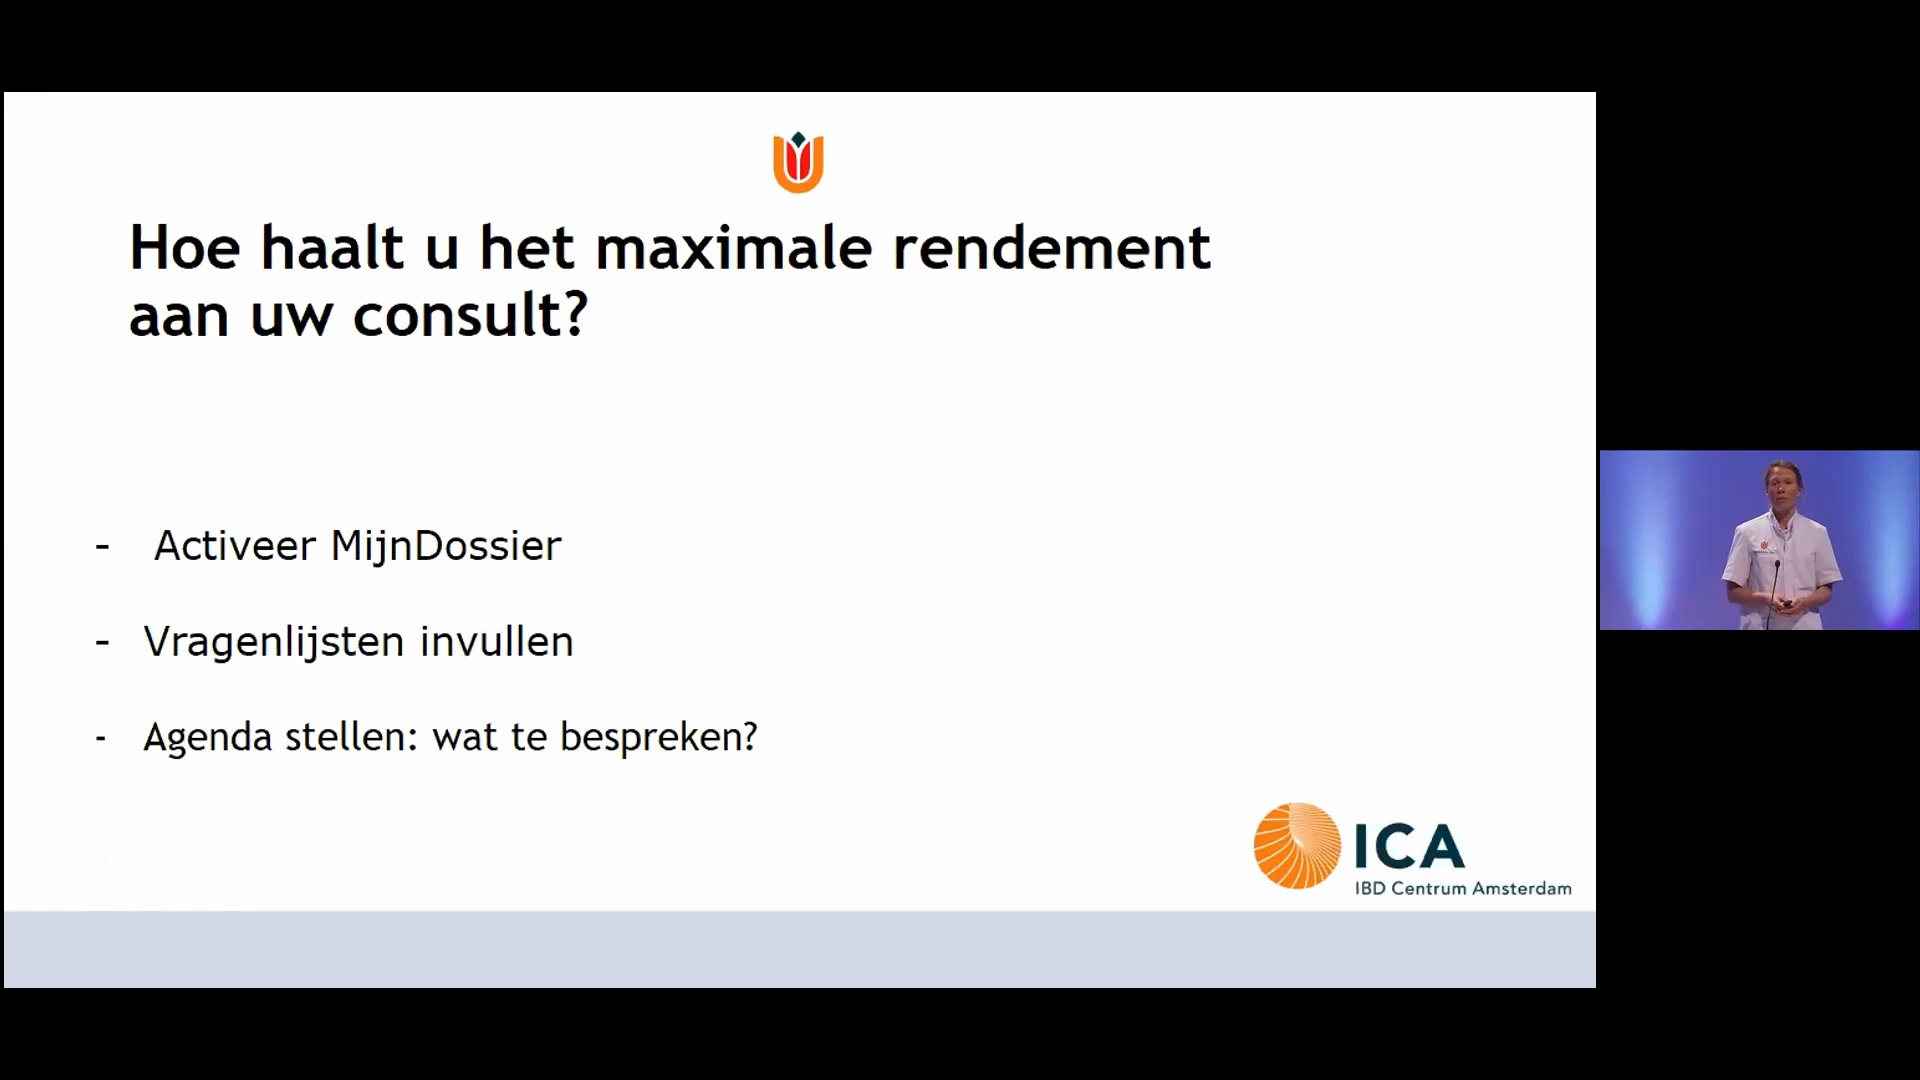 Hoe haalt u het maximale rendement
aan uw consult?
- Activeer MijnDossier
- Vragenlijsten invullen
- Agenda stellen: wat te bespreken?
ICA
IBD Centrum Amsterdam